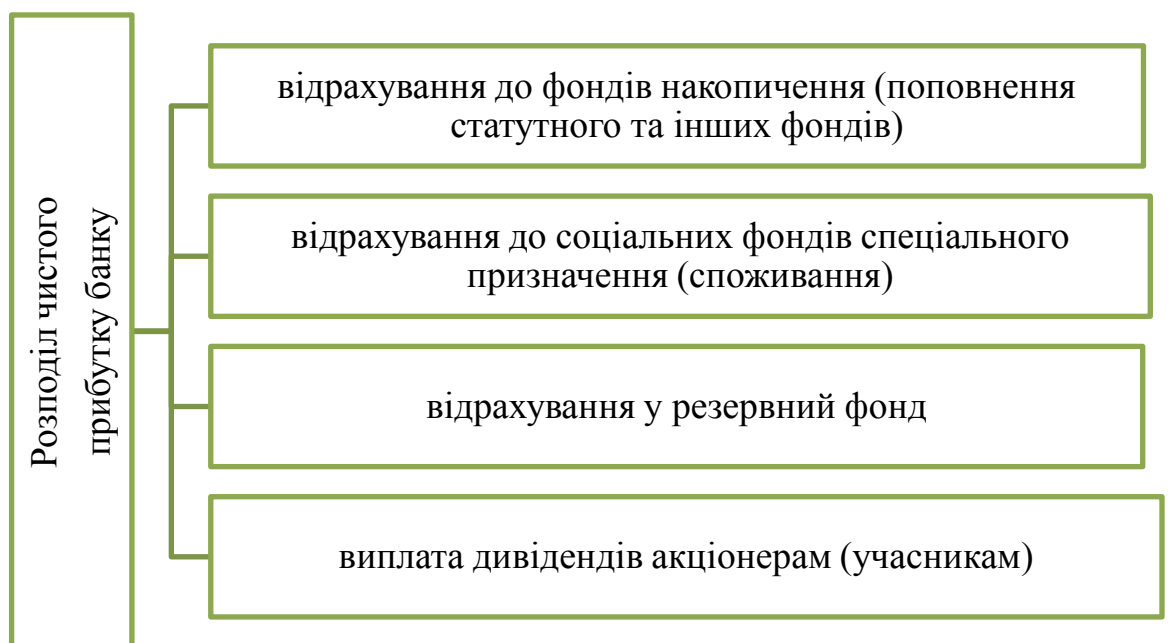 Розподіл чистого
прибутку банку
відрахування до фондів накопичення (поповнення
статутного та інших фондів)
відрахування до соціальних фондів спеціального
призначення (споживання)
відрахування у резервний фонд
виплата дивідендів акціонерам (учасникам)